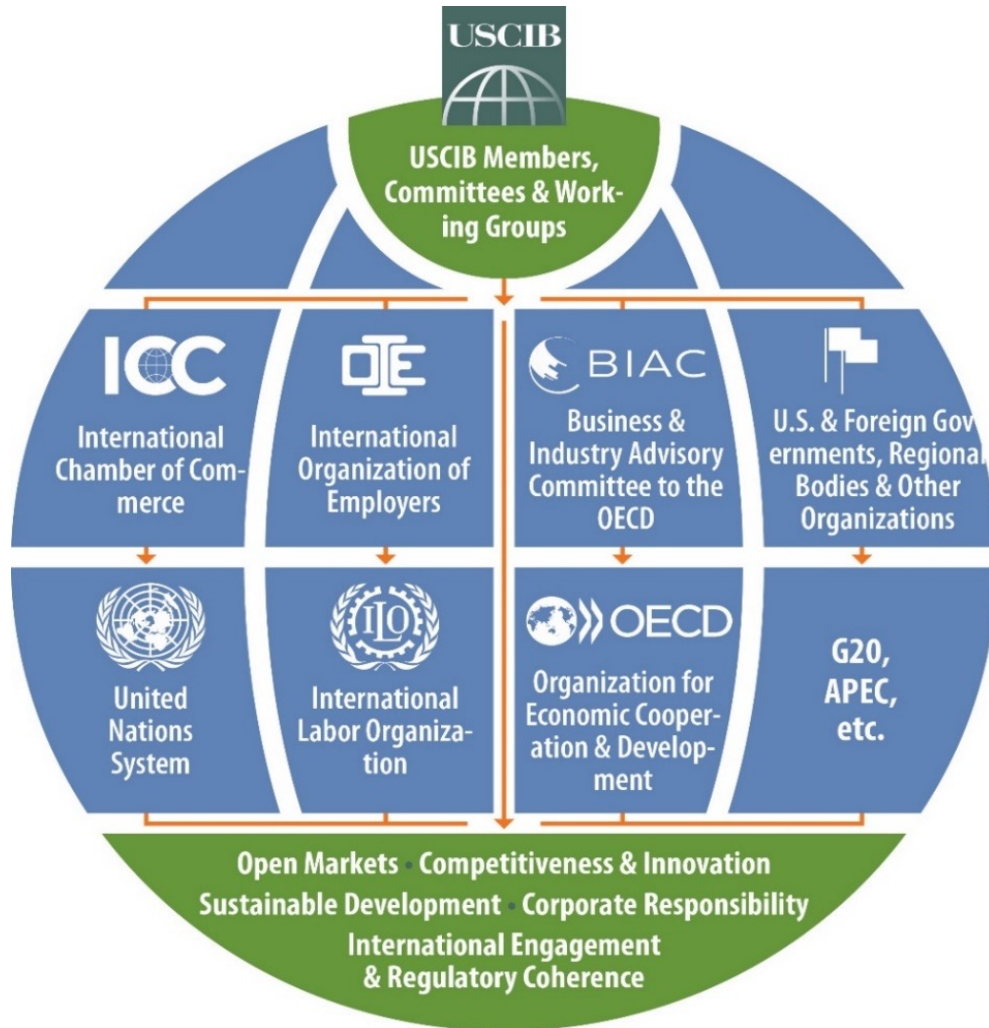 USCIB
USCIB Members,
Committees & Work-
ing Groups
ICC
International
Chamber of Com-
merce
OIE
International
Organization of
Employers
BIAC
Business &
Industry Advisory
Committee to the
OECD
U.S. & Foreign Gov-
ernments, Regional
Bodies & Other
Organizations
United
Nations
System
ILO
International
Labor Organiza-
tion
OECD
Organization for
Economic Cooper-
ation & Develop-
ment
G20,
APEC,
etc.
Open Markets • Competitiveness & Innovation
Sustainable Development • Corporate Responsibility
International Engagement
& Regulatory Coherence